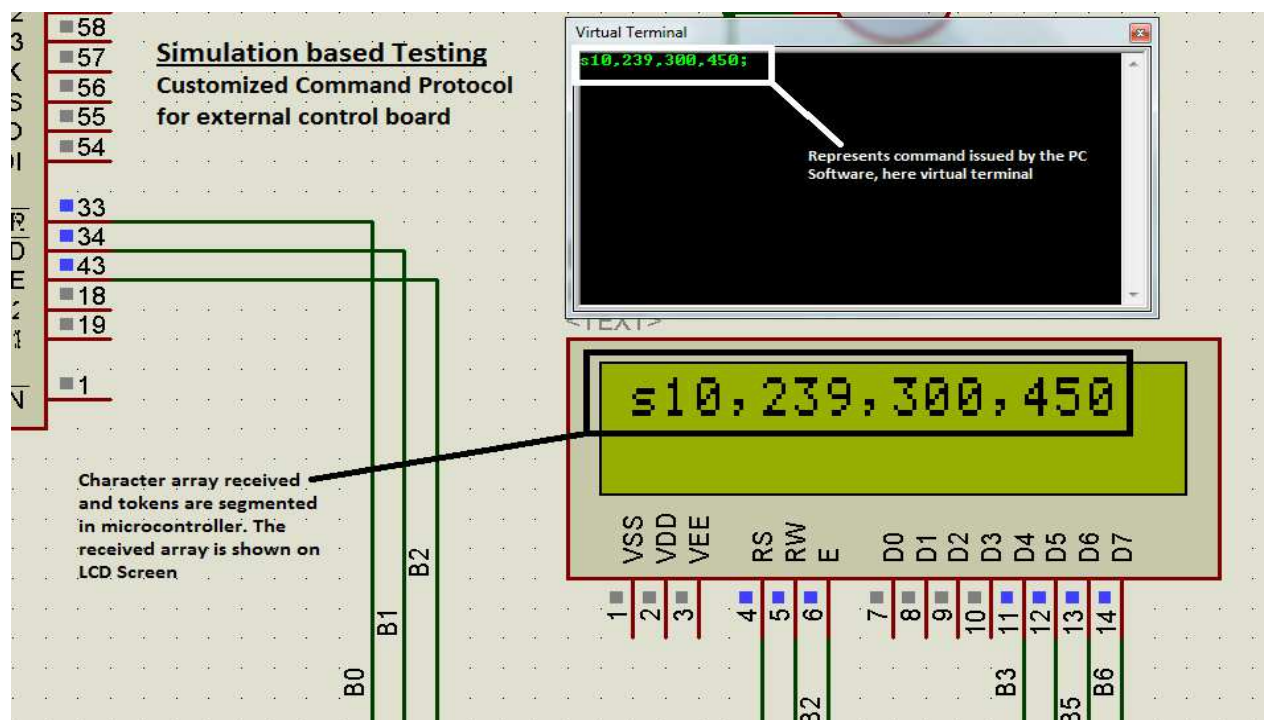 58
57
56
55
54
33
34
43
18
19
1
Simulation based Testing
Customized Command Protocol
for external control board
Virtual Terminal
s10,239,300,450;
Represents command issued by the PC
Software, here virtual terminal
<TEXT>
s10,239,300,450
Character array received
and tokens are segmented
in microcontroller. The
received array is shown on
LCD Screen
VSS
VDD
VEE
RS
RW
E
D0
D1
D2
D3
D4
D5
D6
D7
1
2
3
4
5
6
7
8
9
10
11
12
13
14
B0
B1
B2
B2
B3
B5
B6